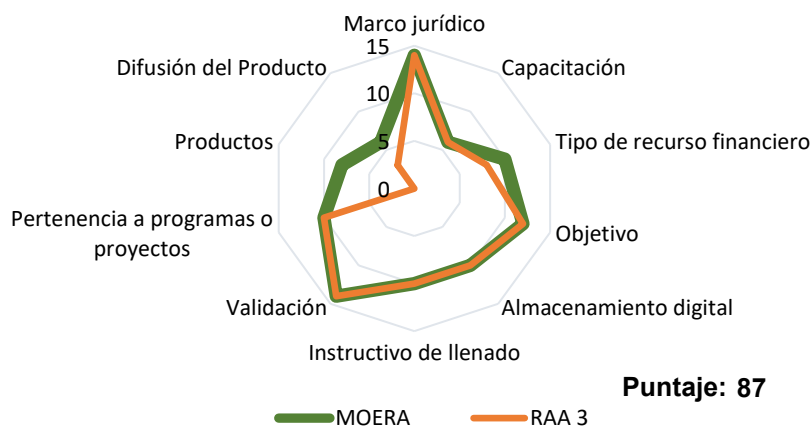 Marco jurídico
15
Difusión del Producto
Capacitación
10
Productos
5
Tipo de recurso financiero
0
Pertenencia a programas o
proyectos
Objetivo
Validación
Almacenamiento digital
Instructivo de llenado
Puntaje: 87
MOERA
RAA 3